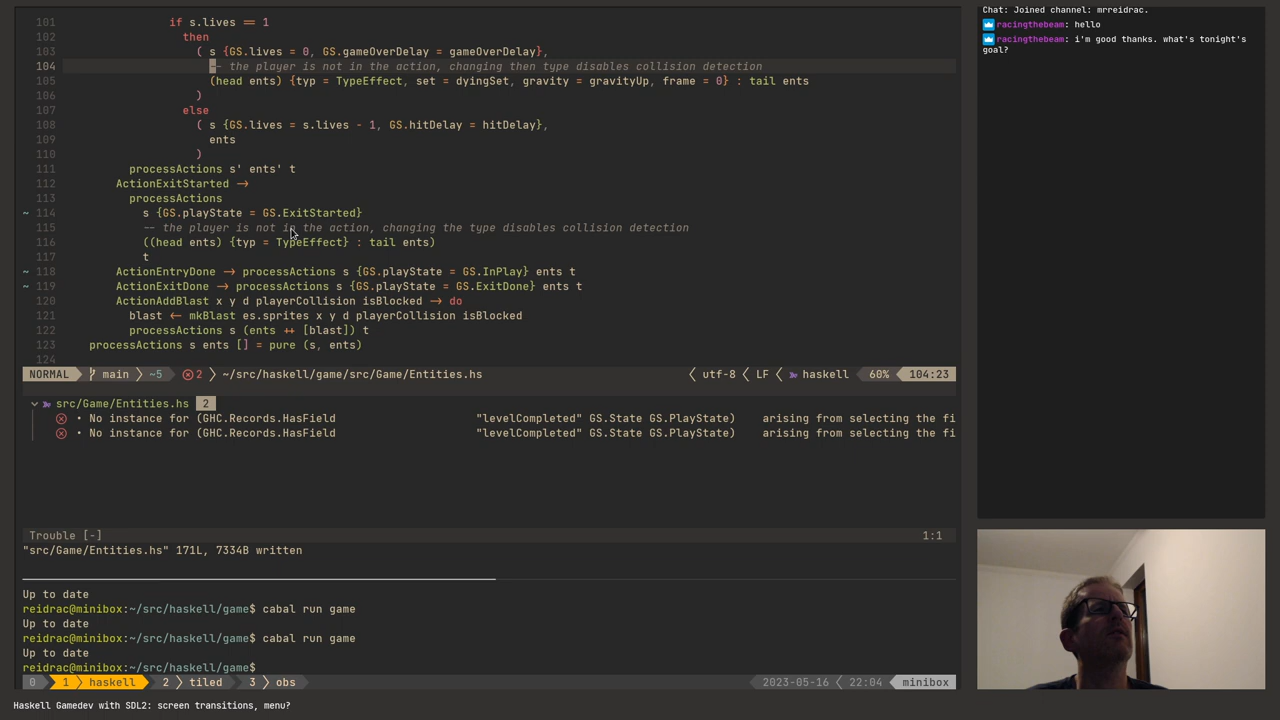 101 if s.lives == 1
102 then
103 ( s {GS.lives = 0, GS.gameOverDelay = gameOverDelay},
104 -- the player is not in the action, changing then type disables collision detection
105 (head ents) {typ = TypeEffect, set = dyingSet, gravity = gravityUp, frame = 0} : tail ents
106 )
107 else
108 ( s {GS.lives = s.lives - 1, GS.hitDelay = hitDelay},
109 ents
110 )
111 processActions s' ents' t
112 ActionExitStarted ->
113 processActions
~ 114 s {GS.playState = GS.ExitStarted}
115 -- the player is not in the action, changing the type disables collision detection
116 ((head ents) {typ = TypeEffect} : tail ents)
117 t
~ 118 ActionEntryDone -> processActions s {GS.playState = GS.InPlay} ents t
~ 119 ActionExitDone -> processActions s {GS.playState = GS.ExitDone} ents t
120 ActionAddBlast x y d playerCollision isBlocked -> do
121 blast <- mkBlast es.sprites x y d playerCollision isBlocked
122 processActions s (ents ++ [blast]) t
123 processActions s ents [] = pure (s, ents)
124
NORMAL main ~5 2 ~/src/haskell/game/src/Game/Entities.hs utf-8 LF haskell 60% 104:23
src/Game/Entities.hs 2
• No instance for (GHC.Records.HasField "levelCompleted" GS.State GS.PlayState) arising from selecting the fi
• No instance for (GHC.Records.HasField "levelCompleted" GS.State GS.PlayState) arising from selecting the fi
Trouble [-] 1:1
"src/Game/Entities.hs" 171L, 7334B written
Up to date
reidrac@minibox:~/src/haskell/game$ cabal run game
Up to date
reidrac@minibox:~/src/haskell/game$ cabal run game
Up to date
reidrac@minibox:~/src/haskell/game$
0 1 haskell 2 tiled 3 obs 2023-05-16 22:04 minibox
Haskell Gamedev with SDL2: screen transitions, menu?
Chat: Joined channel: mrreidrac.
racingthebeam: hello
racingthebeam: i'm good thanks. what's tonight's
goal?